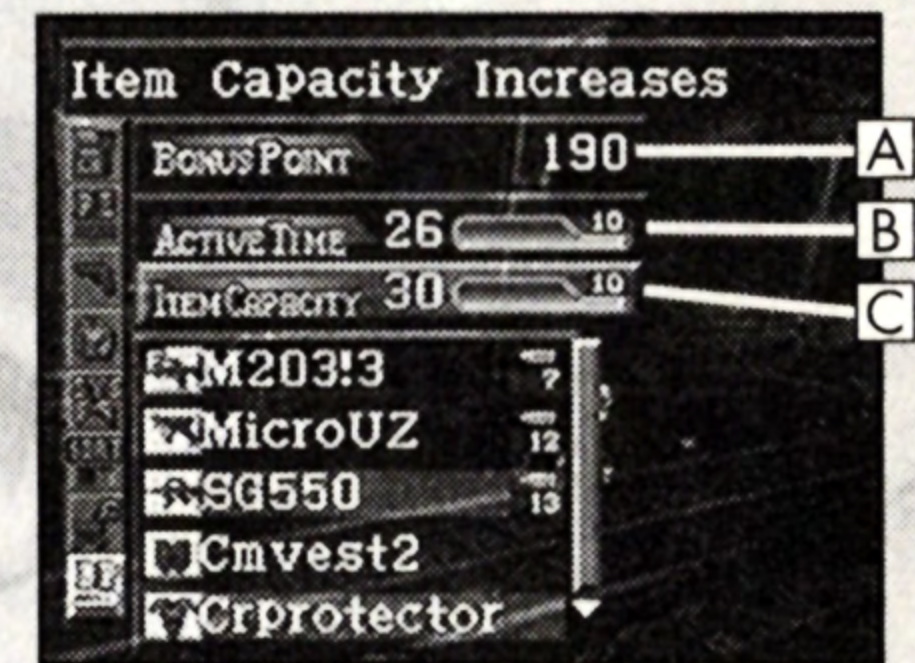 Item Capacity Increases
BONUS POINT 190 A
ACTIVE TIME 26 10 B
ITEM CAPACITY 30 10 C
M203!3 7
MicroUZ 12
SG550 13
Cmvest2
Crprotector